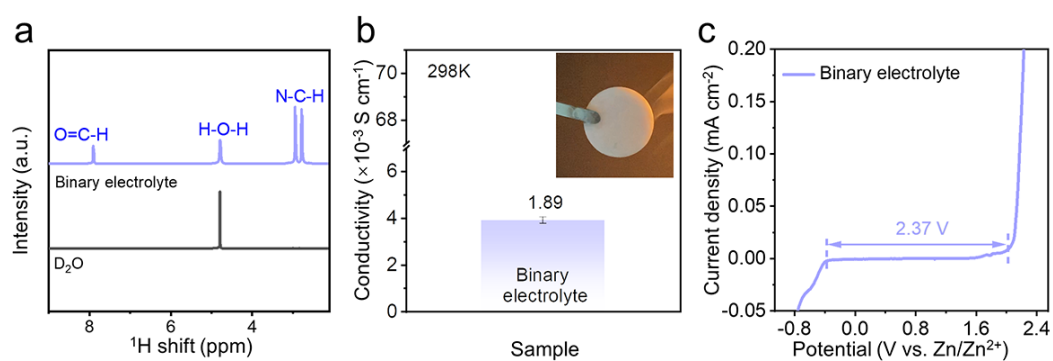 a
Intensity (a.u.)
O=C-H
H-O-H
N-C-H
Binary electrolyte
D₂O
8
6
4
¹H shift (ppm)
b
Conductivity (×10⁻³ S cm⁻¹)
70
68
6
4
2
0
298K
1.89
Binary
electrolyte
Sample
c
Current density (mA cm⁻²)
0.20
0.15
0.10
0.05
0.00
-0.05
Binary electrolyte
2.37 V
-0.8
0.0
0.8
1.6
2.4
Potential (V vs. Zn/Zn²⁺)